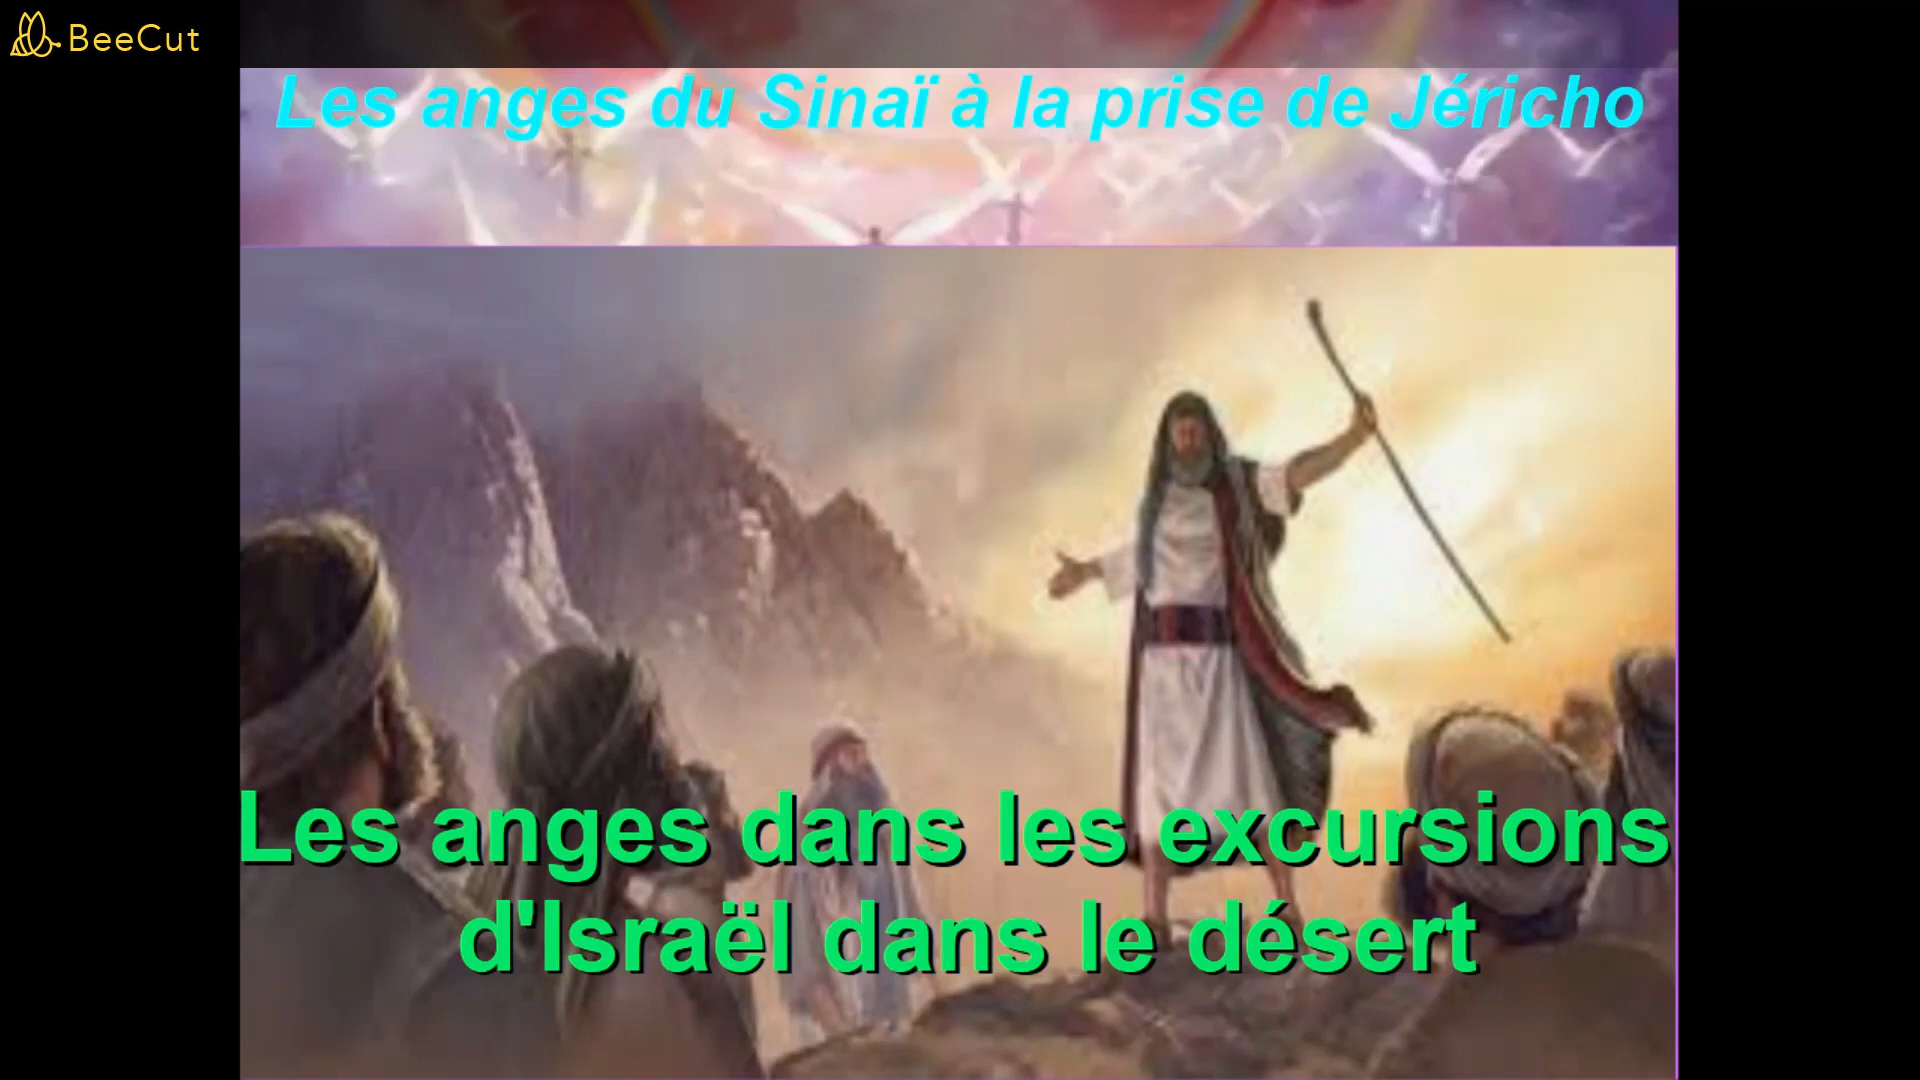 BeeCut
Les anges du Sinaï à la prise de Jéricho
Les anges dans les excursions
d'Israël dans le désert